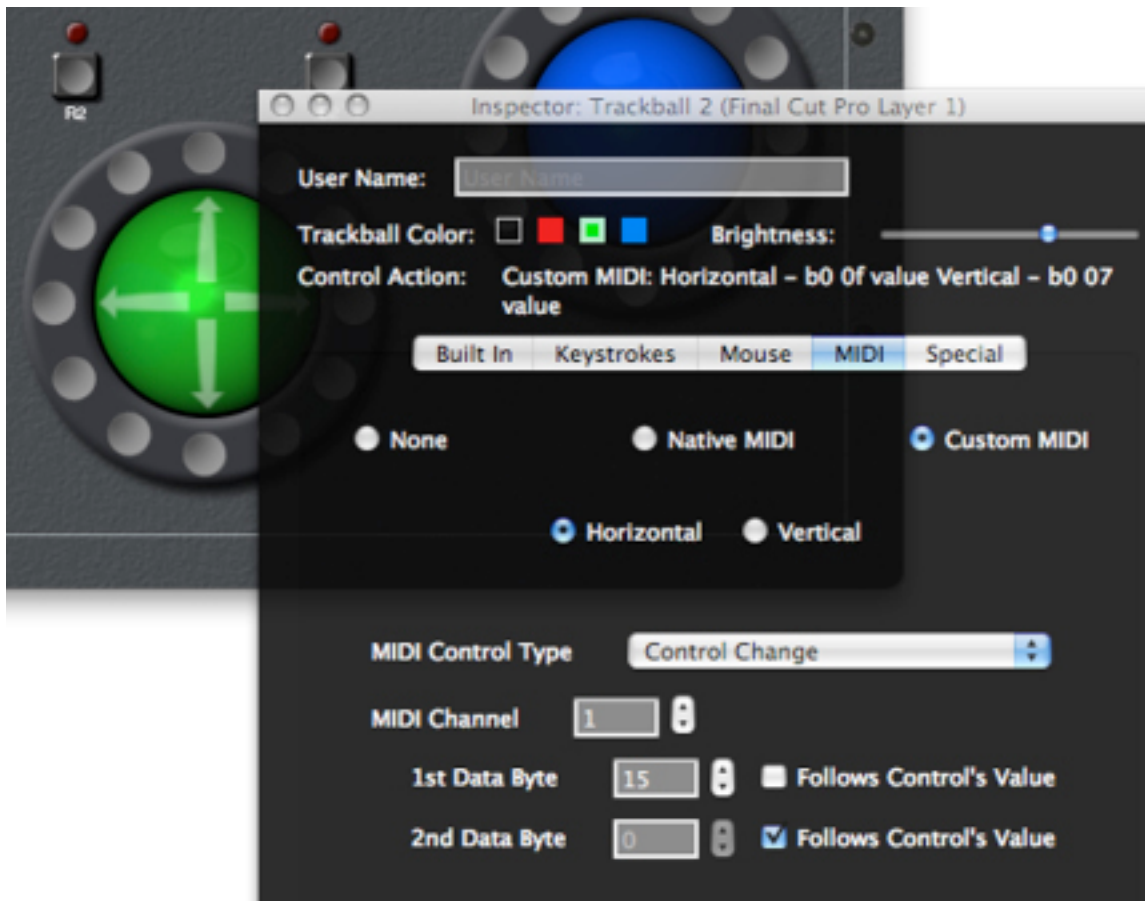 R2
Inspector: Trackball 2 (Final Cut Pro Layer 1)
User Name: User Name
Trackball Color: Brightness:
Control Action: Custom MIDI: Horizontal – b0 0f value Vertical – b0 07
value
Built In Keystrokes Mouse MIDI Special
None Native MIDI Custom MIDI
Horizontal Vertical
MIDI Control Type Control Change
MIDI Channel 1
1st Data Byte 15 Follows Control's Value
2nd Data Byte 0 Follows Control's Value